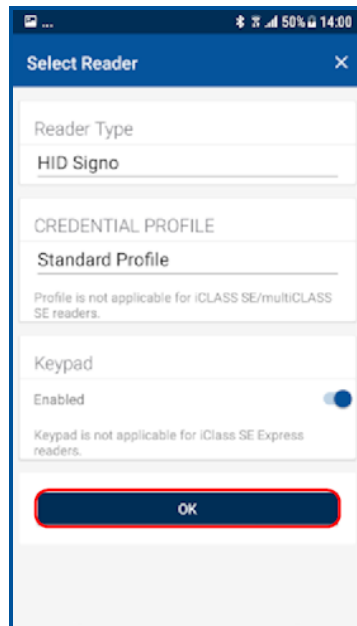 ... 50% 14:00
Select Reader ×
Reader Type
HID Signo
CREDENTIAL PROFILE
Standard Profile
Profile is not applicable for iCLASS SE/multiCLASS
SE readers.
Keypad
Enabled
Keypad is not applicable for iClass SE Express
readers.
OK